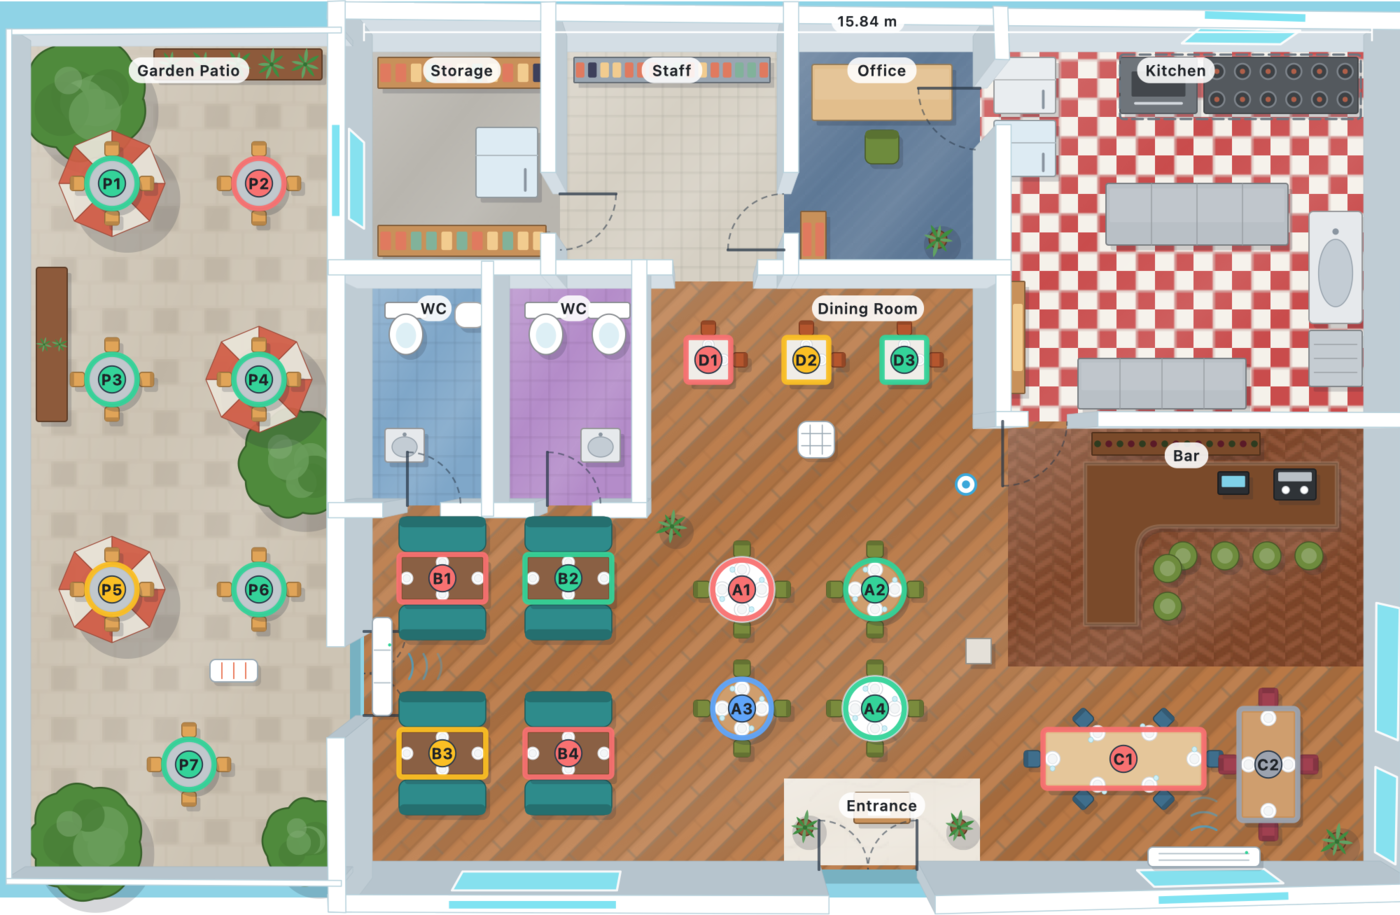 15.84 m
Garden Patio
Storage
Staff
Office
Kitchen
P1
P2
WC
WC
Dining Room
D1
D2
D3
P3
P4
Bar
B1
B2
A1
A2
P5
P6
A3
A4
B3
B4
C1
C2
P7
Entrance